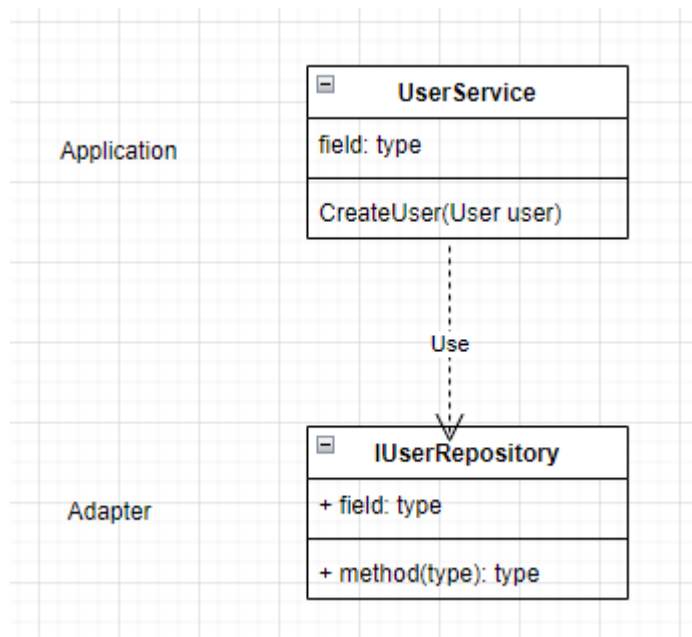 UserService
Application
field: type
CreateUser(User user)
Use
IUserRepository
Adapter
+ field: type
+ method(type): type